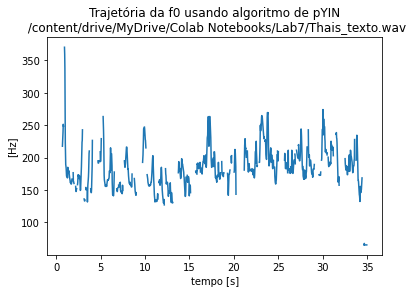 Trajetória da f0 usando algoritmo de pYIN
/content/drive/MyDrive/Colab Notebooks/Lab7/Thais_texto.wav
350
300
250
200
150
100
[Hz]
0 5 10 15 20 25 30 35
tempo [s]